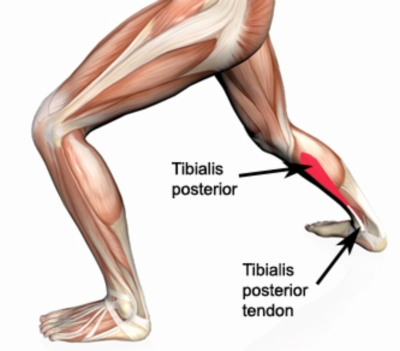 Tibialis
posterior
Tibialis
posterior
tendon